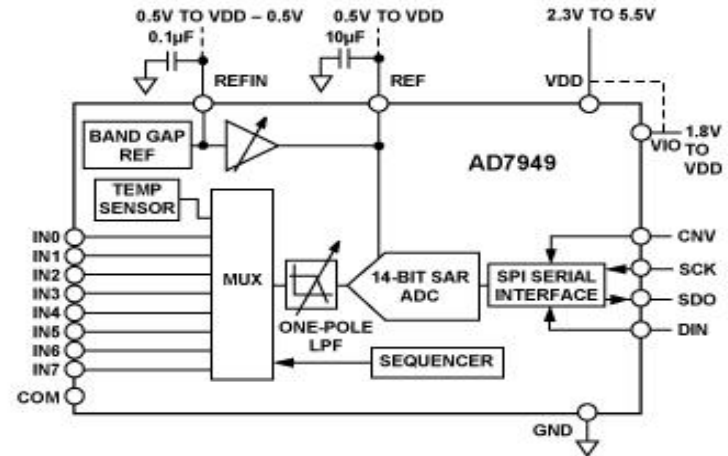 0.5V TO VDD – 0.5V
0.5V TO VDD
2.3V TO 5.5V
0.1µF
10µF
REFIN
REF
VDD
BAND GAP
REF
AD7949
VIO
1.8V
TO
VDD
TEMP
SENSOR
IN0
IN1
IN2
IN3
IN4
IN5
IN6
IN7
COM
MUX
ONE-POLE
LPF
14-BIT SAR
ADC
SPI SERIAL
INTERFACE
CNV
SCK
SDO
DIN
SEQUENCER
GND